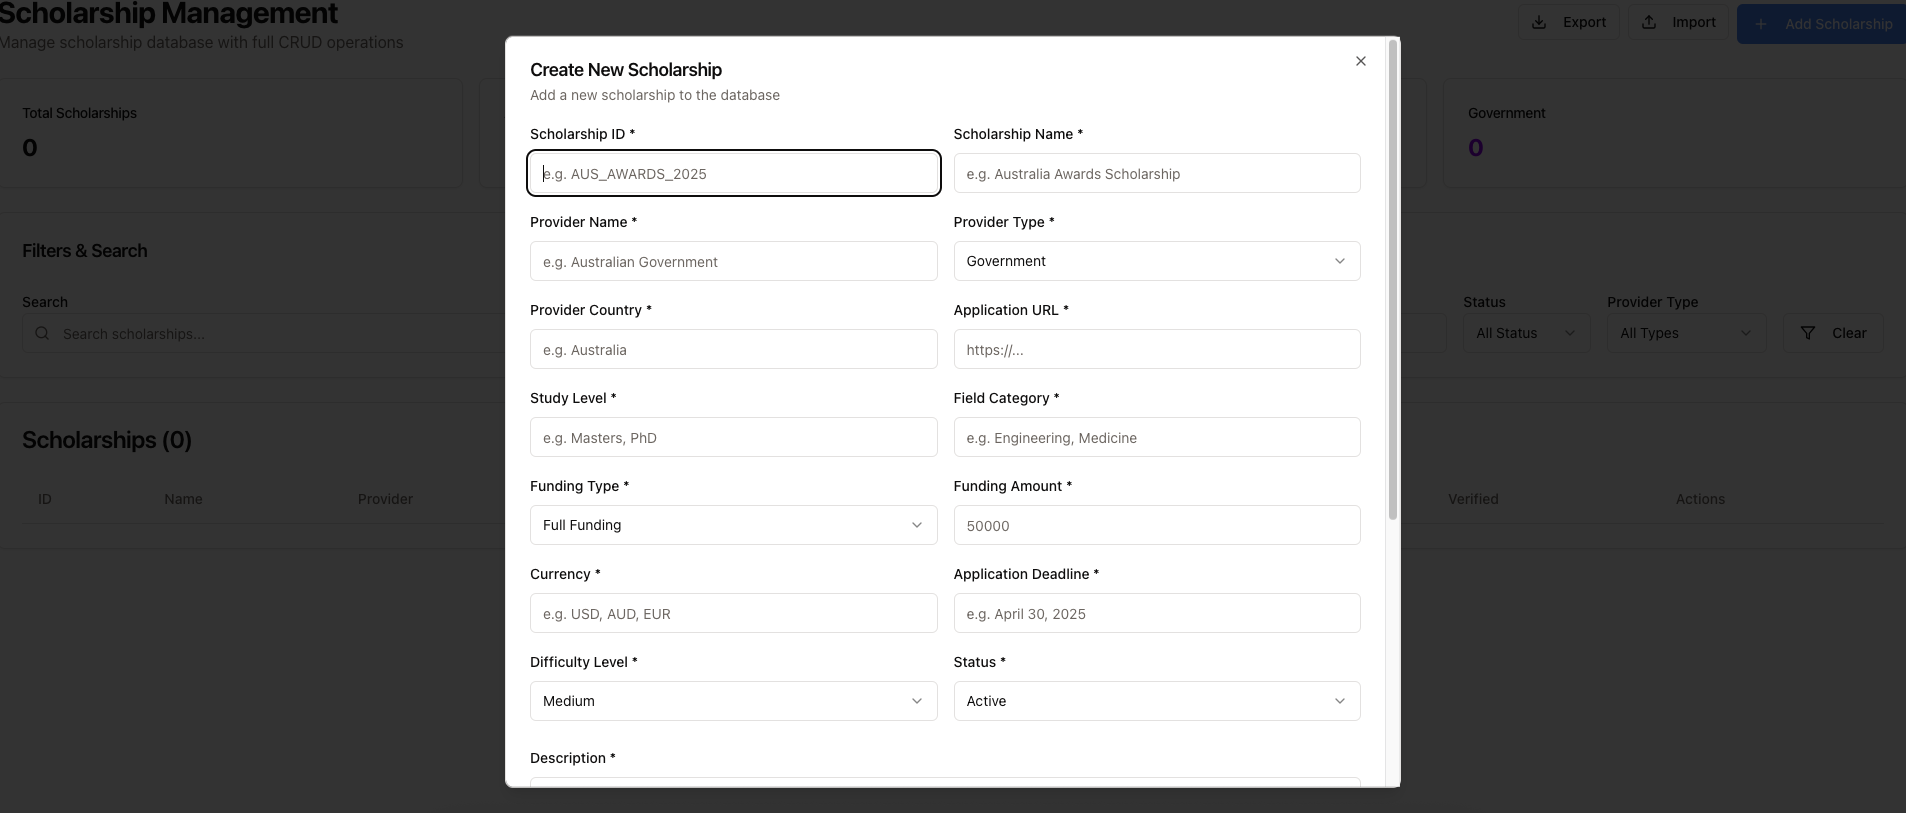 Scholarship Management
Manage scholarship database with full CRUD operations
Export
Import
Add Scholarship
Total Scholarships
0
Government
0
Filters & Search
Search
Search scholarships...
Status
All Status
Provider Type
All Types
Clear
Scholarships (0)
ID
Name
Provider
Verified
Actions
Create New Scholarship
Add a new scholarship to the database
Scholarship ID *
e.g. AUS_AWARDS_2025
Scholarship Name *
e.g. Australia Awards Scholarship
Provider Name *
e.g. Australian Government
Provider Type *
Government
Provider Country *
e.g. Australia
Application URL *
https://...
Study Level *
e.g. Masters, PhD
Field Category *
e.g. Engineering, Medicine
Funding Type *
Full Funding
Funding Amount *
50000
Currency *
e.g. USD, AUD, EUR
Application Deadline *
e.g. April 30, 2025
Difficulty Level *
Medium
Status *
Active
Description *